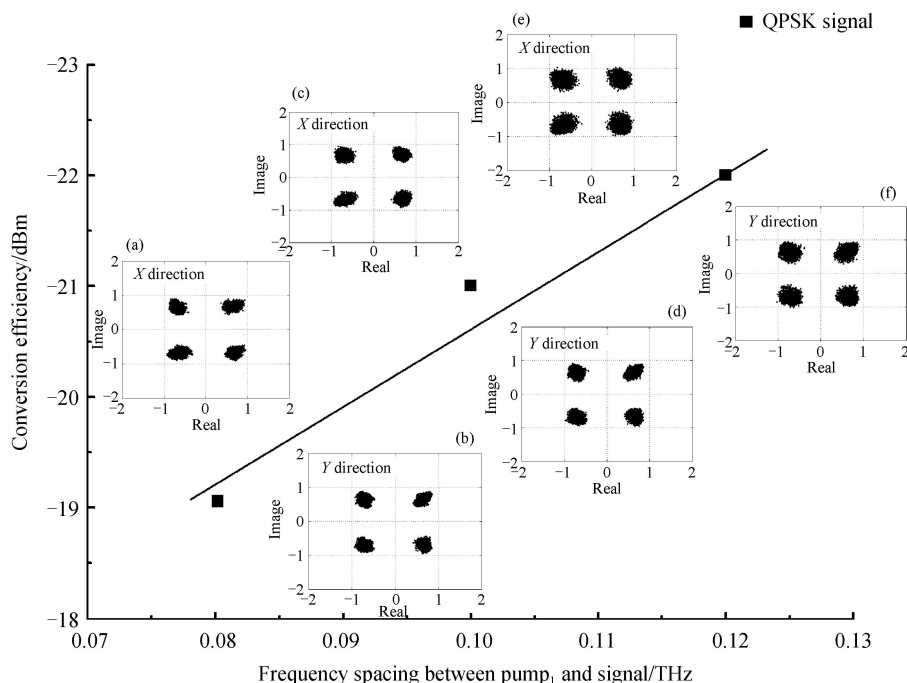 QPSK signal
Conversion efficiency/dBm
−23
−22
−21
−20
−19
−18
0.07
0.08
0.09
0.10
0.11
0.12
0.13
Frequency spacing between pump₁ and signal/THz
(a)
X direction
Image
2
1
0
−1
−2
−2
−1
0
1
2
Real
(b)
Y direction
Image
2
1
0
−1
−2
−2
−1
0
1
2
Real
(c)
X direction
Image
2
1
0
−1
−2
−2
−1
0
1
2
Real
(d)
Y direction
Image
2
1
0
−1
−2
−2
−1
0
1
2
Real
(e)
X direction
Image
2
1
0
−1
−2
−2
−1
0
1
2
Real
(f)
Y direction
Image
2
1
0
−1
−2
−2
−1
0
1
2
Real